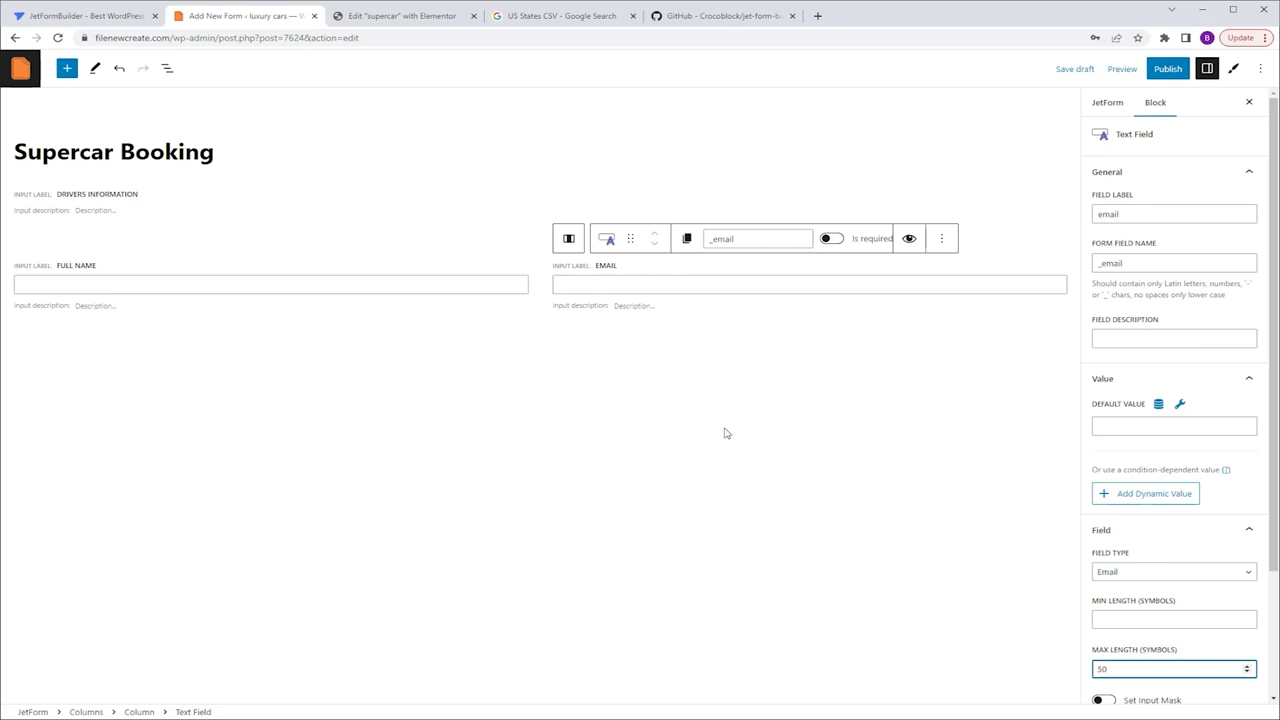 JetFormBuilder - Best WordPress
Add New Form ‹ luxury cars — W
Edit "supercar" with Elementor
US States CSV - Google Search
GitHub - Crocoblock/jet-form-b
filenewcreate.com/wp-admin/post.php?post=7624&action=edit
B
Update
Save draft
Preview
Publish
JetForm
Block
Text Field
Supercar Booking
General
INPUT LABEL: DRIVERS INFORMATION
FIELD LABEL
Input description: Description...
email
_email
Is required
FORM FIELD NAME
INPUT LABEL: FULL NAME
INPUT LABEL: EMAIL
_email
Should contain only Latin letters, numbers, `-`
or `_` chars, no spaces only lower case
input description: Description...
input description: Description...
FIELD DESCRIPTION
Value
DEFAULT VALUE
Or use a condition-dependent value (?)
Add Dynamic Value
Field
FIELD TYPE
Email
MIN LENGTH (SYMBOLS)
MAX LENGTH (SYMBOLS)
50
Set Input Mask
JetForm › Columns › Column › Text Field